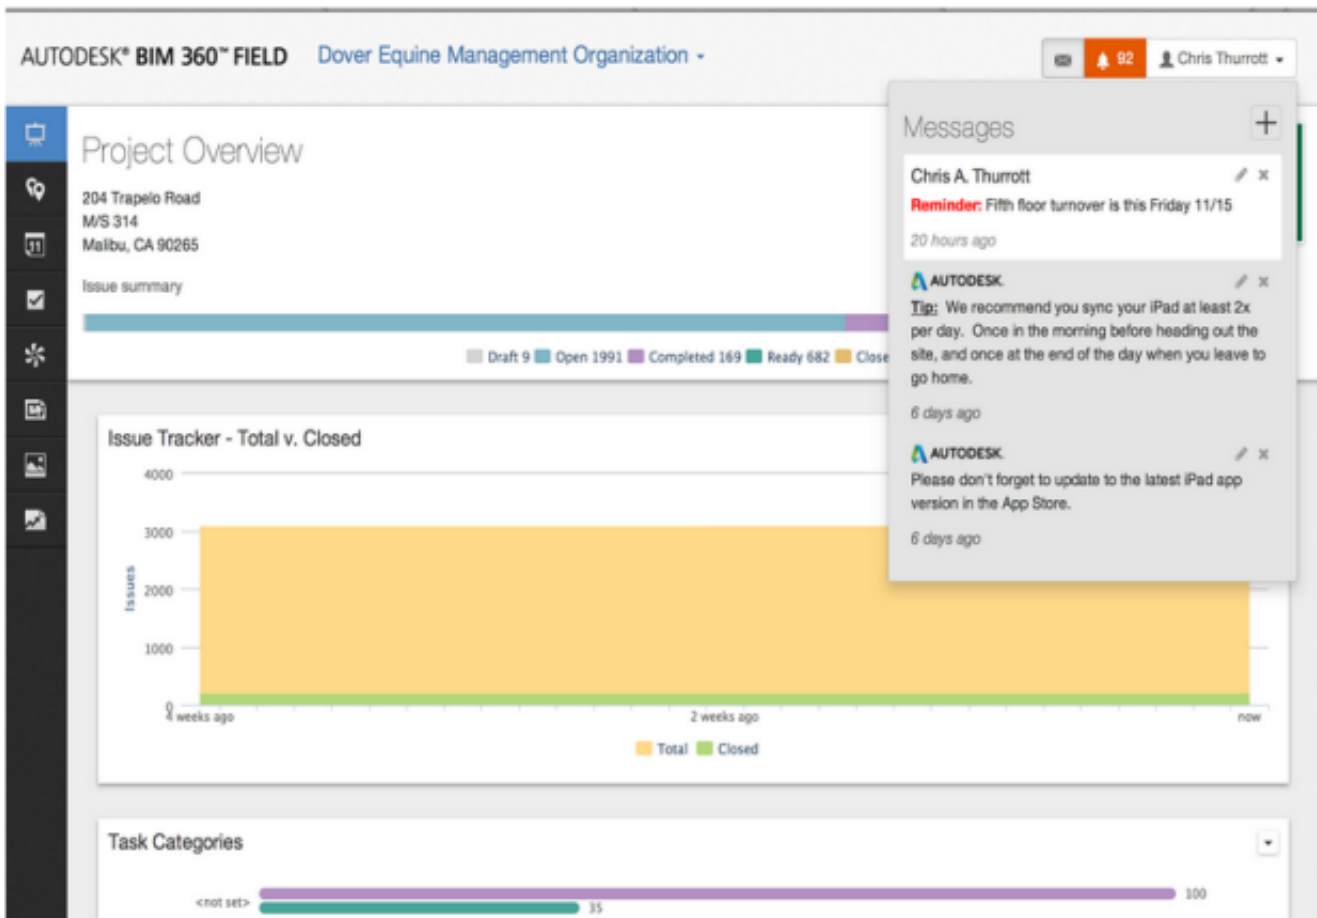 AUTODESK® BIM 360™ FIELD
Dover Equine Management Organization
92
Chris Thurrott
Project Overview
204 Trapelo Road
M/S 314
Malibu, CA 90265
Issue summary
Draft 9 Open 1991 Completed 169 Ready 682 Close
Messages
Chris A. Thurrott
Reminder: Fifth floor turnover is this Friday 11/15
20 hours ago
AUTODESK.
Tip: We recommend you sync your iPad at least 2x
per day. Once in the morning before heading out the
site, and once at the end of the day when you leave to
go home.
6 days ago
AUTODESK.
Please don't forget to update to the latest iPad app
version in the App Store.
6 days ago
Issue Tracker - Total v. Closed
4000
3000
2000
1000
0
Issues
4 weeks ago
2 weeks ago
now
Total Closed
Task Categories
<not set>
100
35